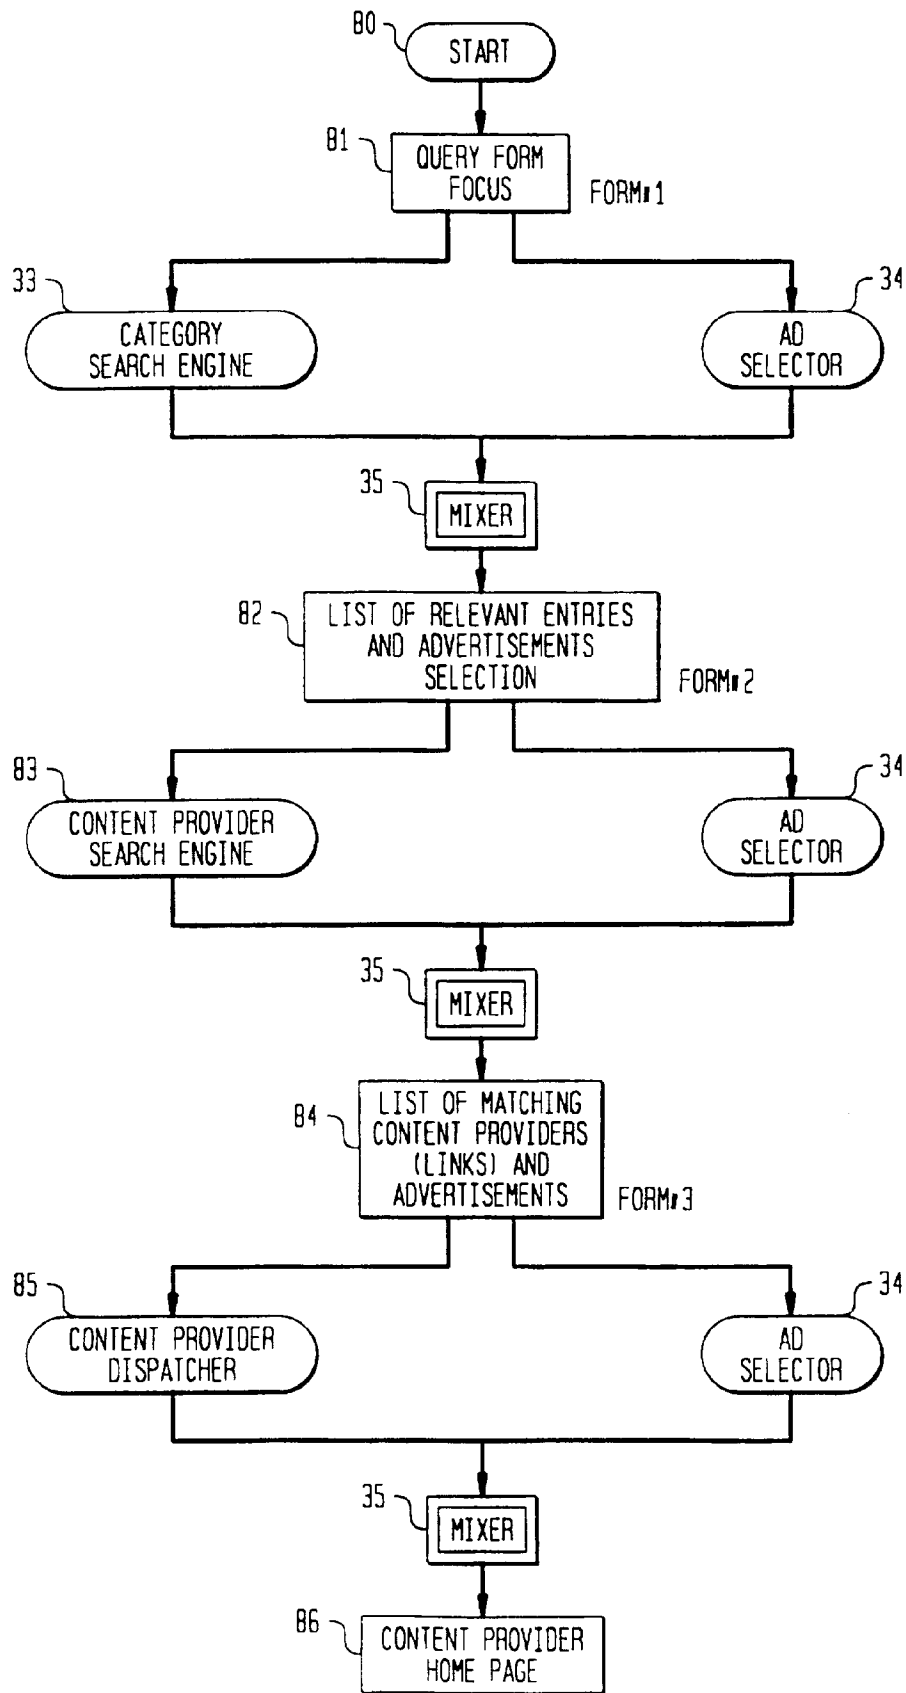 80
START
81
QUERY FORM
FOCUS
FORM#1
33
CATEGORY
SEARCH ENGINE
34
AD
SELECTOR
35
MIXER
82
LIST OF RELEVANT ENTRIES
AND ADVERTISEMENTS
SELECTION
FORM#2
83
CONTENT PROVIDER
SEARCH ENGINE
34
AD
SELECTOR
35
MIXER
84
LIST OF MATCHING
CONTENT PROVIDERS
(LINKS) AND
ADVERTISEMENTS
FORM#3
85
CONTENT PROVIDER
DISPATCHER
34
AD
SELECTOR
35
MIXER
86
CONTENT PROVIDER
HOME PAGE